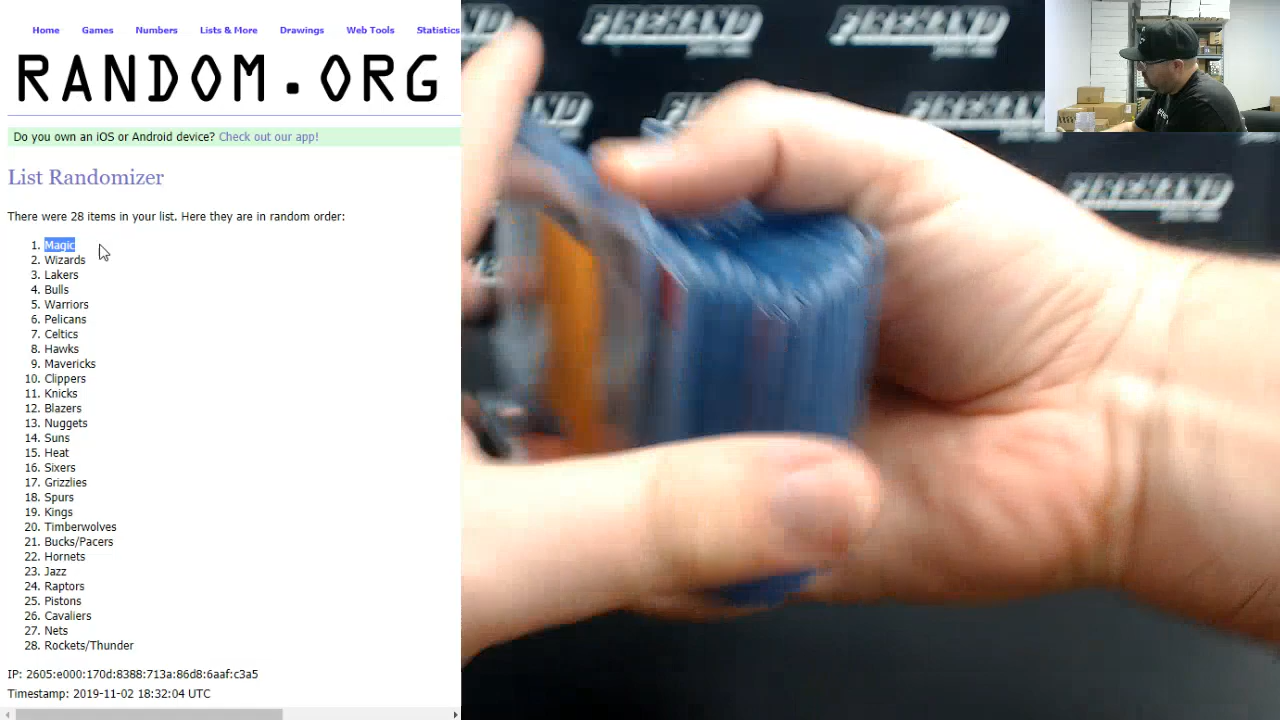 Home Games Numbers Lists & More Drawings Web Tools Statistics
RANDOM.ORG
Do you own an iOS or Android device? Check out our app!
List Randomizer
There were 28 items in your list. Here they are in random order:
1. Magic
2. Wizards
3. Lakers
4. Bulls
5. Warriors
6. Pelicans
7. Celtics
8. Hawks
9. Mavericks
10. Clippers
11. Knicks
12. Blazers
13. Nuggets
14. Suns
15. Heat
16. Sixers
17. Grizzlies
18. Spurs
19. Kings
20. Timberwolves
21. Bucks/Pacers
22. Hornets
23. Jazz
24. Raptors
25. Pistons
26. Cavaliers
27. Nets
28. Rockets/Thunder
IP: 2605:e000:170d:8388:713a:86d8:6aaf:c3a5
Timestamp: 2019-11-02 18:32:04 UTC
FIREHAND
FIREHAND
FIREHAND
FIREHAND